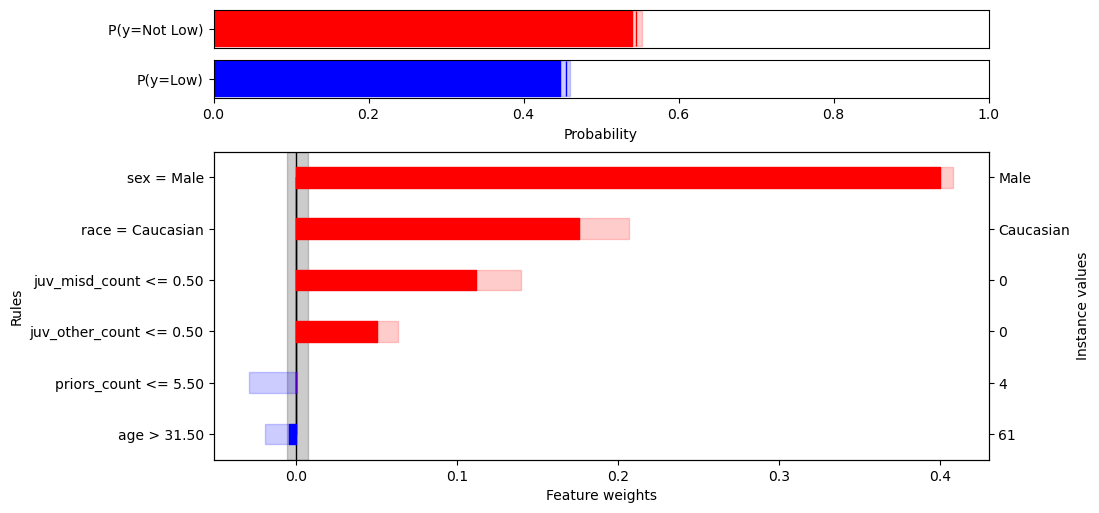 P(y=Not Low)
P(y=Low)
0.0 0.2 0.4 0.6 0.8 1.0
Probability
Rules
sex = Male Male
race = Caucasian Caucasian
juv_misd_count <= 0.50 0
juv_other_count <= 0.50 0
priors_count <= 5.50 4
age > 31.50 61
Instance values
0.0 0.1 0.2 0.3 0.4
Feature weights